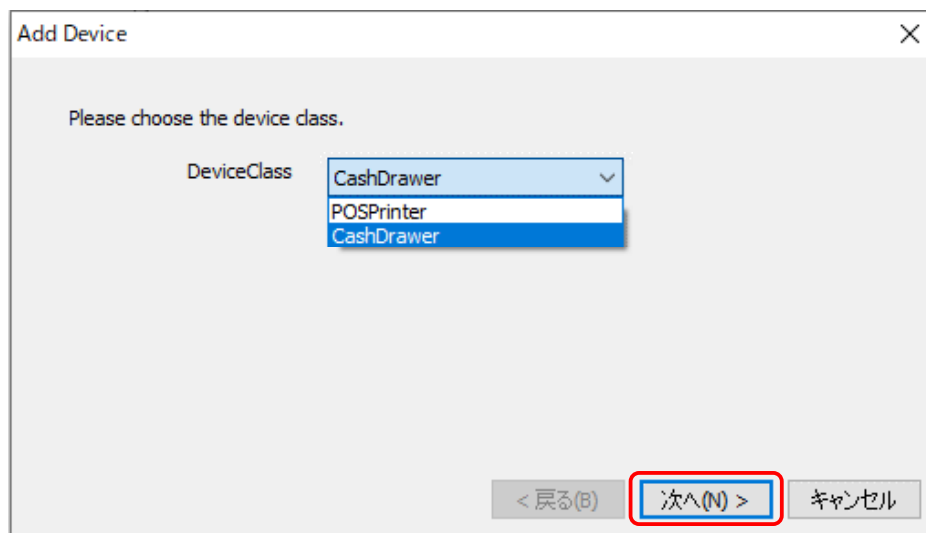 Add Device
Please choose the device class.
DeviceClass
CashDrawer
POSPrinter
CashDrawer
< 戻る(B)
次へ(N) >
キャンセル